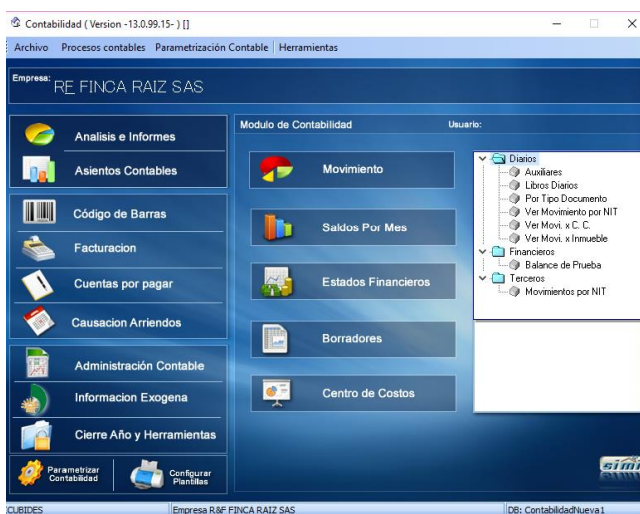 Contabilidad ( Version -13.0.99.15- ) []
Archivo Procesos contables Parametrización Contable Herramientas
Empresa:
RE FINCA RAIZ SAS
Modulo de Contabilidad Usuario:
Analisis e Informes
Asientos Contables
Código de Barras
Facturacion
Cuentas por pagar
Causacion Arriendos
Administración Contable
Informacion Exogena
Cierre Año y Herramientas
Parametrizar Contabilidad
Configurar Plantillas
Movimiento
Saldos Por Mes
Estados Financieros
Borradores
Centro de Costos
Diarios
Auxiliares
Libros Diarios
Por Tipo Documento
Ver Movimiento por NIT
Ver Movi. x C. C.
Ver Movi. x Inmueble
Financieros
Balance de Prueba
Terceros
Movimientos por NIT
simi
CUBIDES Empresa R&F FINCA RAIZ SAS DB: ContabilidadNueva1